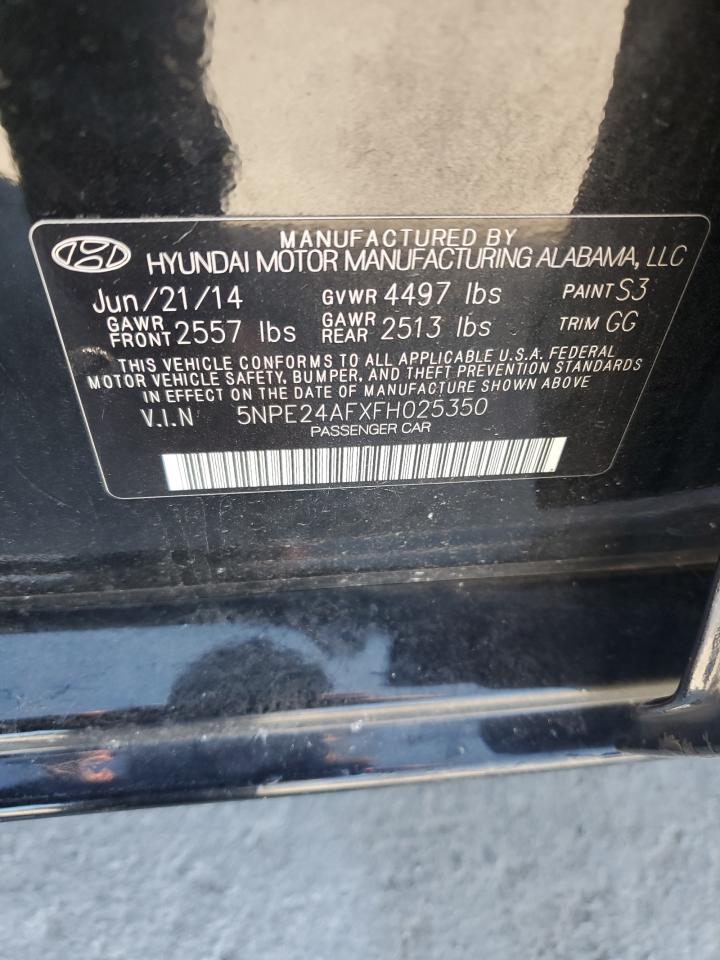 MANUFACTURED BY
HYUNDAI MOTOR MANUFACTURING ALABAMA, LLC
Jun/21/14 GVWR 4497 lbs PAINT S3
GAWR FRONT 2557 lbs GAWR REAR 2513 lbs TRIM GG
THIS VEHICLE CONFORMS TO ALL APPLICABLE U.S.A. FEDERAL
MOTOR VEHICLE SAFETY, BUMPER, AND THEFT PREVENTION STANDARDS
IN EFFECT ON THE DATE OF MANUFACTURE SHOWN ABOVE
V.I.N 5NPE24AFXFH025350
PASSENGER CAR